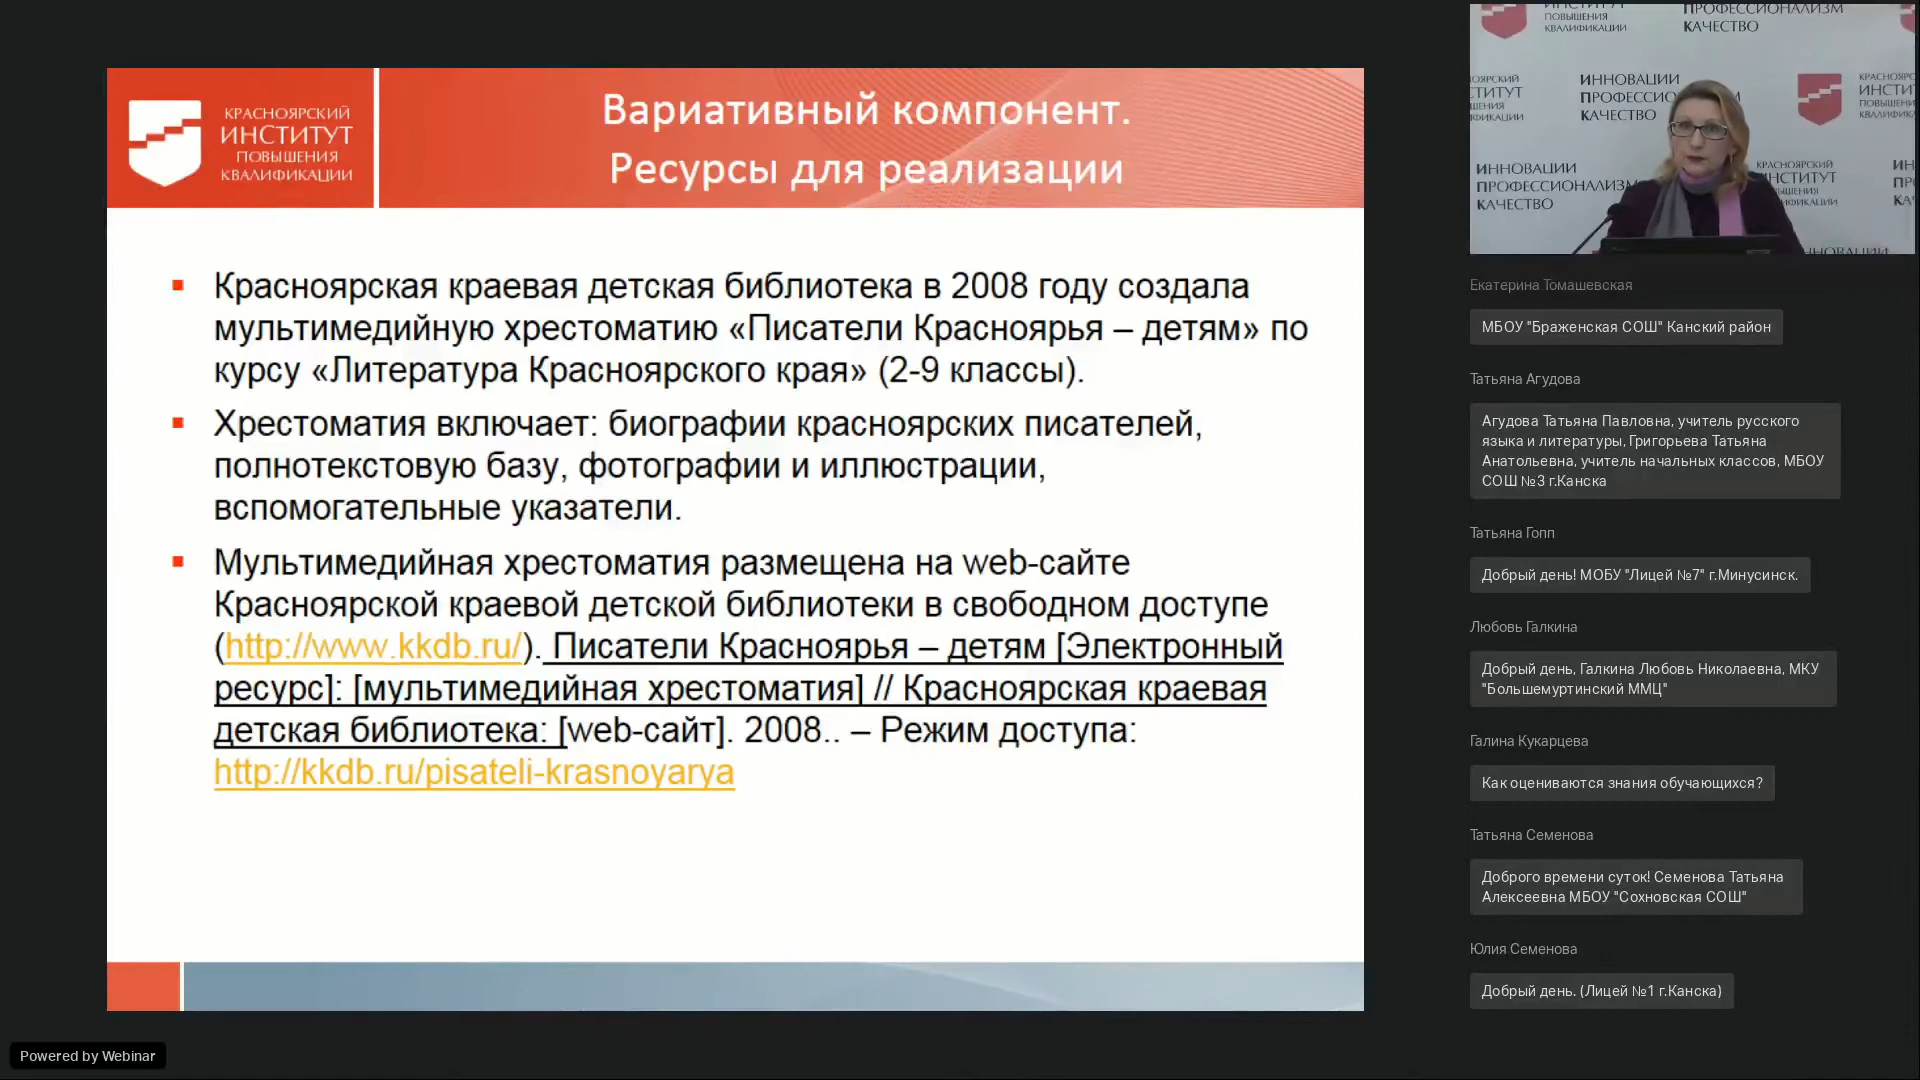 КРАСНОЯРСКИЙ
ИНСТИТУТ
ПОВЫШЕНИЯ
КВАЛИФИКАЦИИ
Вариативный компонент.
Ресурсы для реализации
Красноярская краевая детская библиотека в 2008 году создала
мультимедийную хрестоматию «Писатели Красноярья – детям» по
курсу «Литература Красноярского края» (2-9 классы).
Хрестоматия включает: биографии красноярских писателей,
полнотекстовую базу, фотографии и иллюстрации,
вспомогательные указатели.
Мультимедийная хрестоматия размещена на web-сайте
Красноярской краевой детской библиотеки в свободном доступе
(http://www.kkdb.ru/). Писатели Красноярья – детям [Электронный
ресурс]: [мультимедийная хрестоматия] // Красноярская краевая
детская библиотека: [web-сайт]. 2008.. – Режим доступа:
http://kkdb.ru/pisateli-krasnoyarya
Powered by Webinar
ИНСТИТУТ
ПОВЫШЕНИЯ
КВАЛИФИКАЦИИ
ПРОФЕССИОНАЛИЗМ
КАЧЕСТВО
ИННОВАЦИИ
КАЧЕСТВО
ИННОВАЦИИ
ПРОФЕССИОНАЛИЗМ
КАЧЕСТВО
КРАСНОЯРСКИЙ
Екатерина Томашевская
МБОУ "Браженская СОШ" Канский район
Татьяна Агудова
Агудова Татьяна Павловна, учитель русского
языка и литературы, Григорьева Татьяна
Анатольевна, учитель начальных классов, МБОУ
СОШ №3 г.Канска
Татьяна Гопп
Добрый день! МОБУ "Лицей №7" г.Минусинск.
Любовь Галкина
Добрый день, Галкина Любовь Николаевна, МКУ
"Большемуртинский ММЦ"
Галина Кукарцева
Как оцениваются знания обучающихся?
Татьяна Семенова
Доброго времени суток! Семенова Татьяна
Алексеевна МБОУ "Сохновская СОШ"
Юлия Семенова
Добрый день. (Лицей №1 г.Канска)